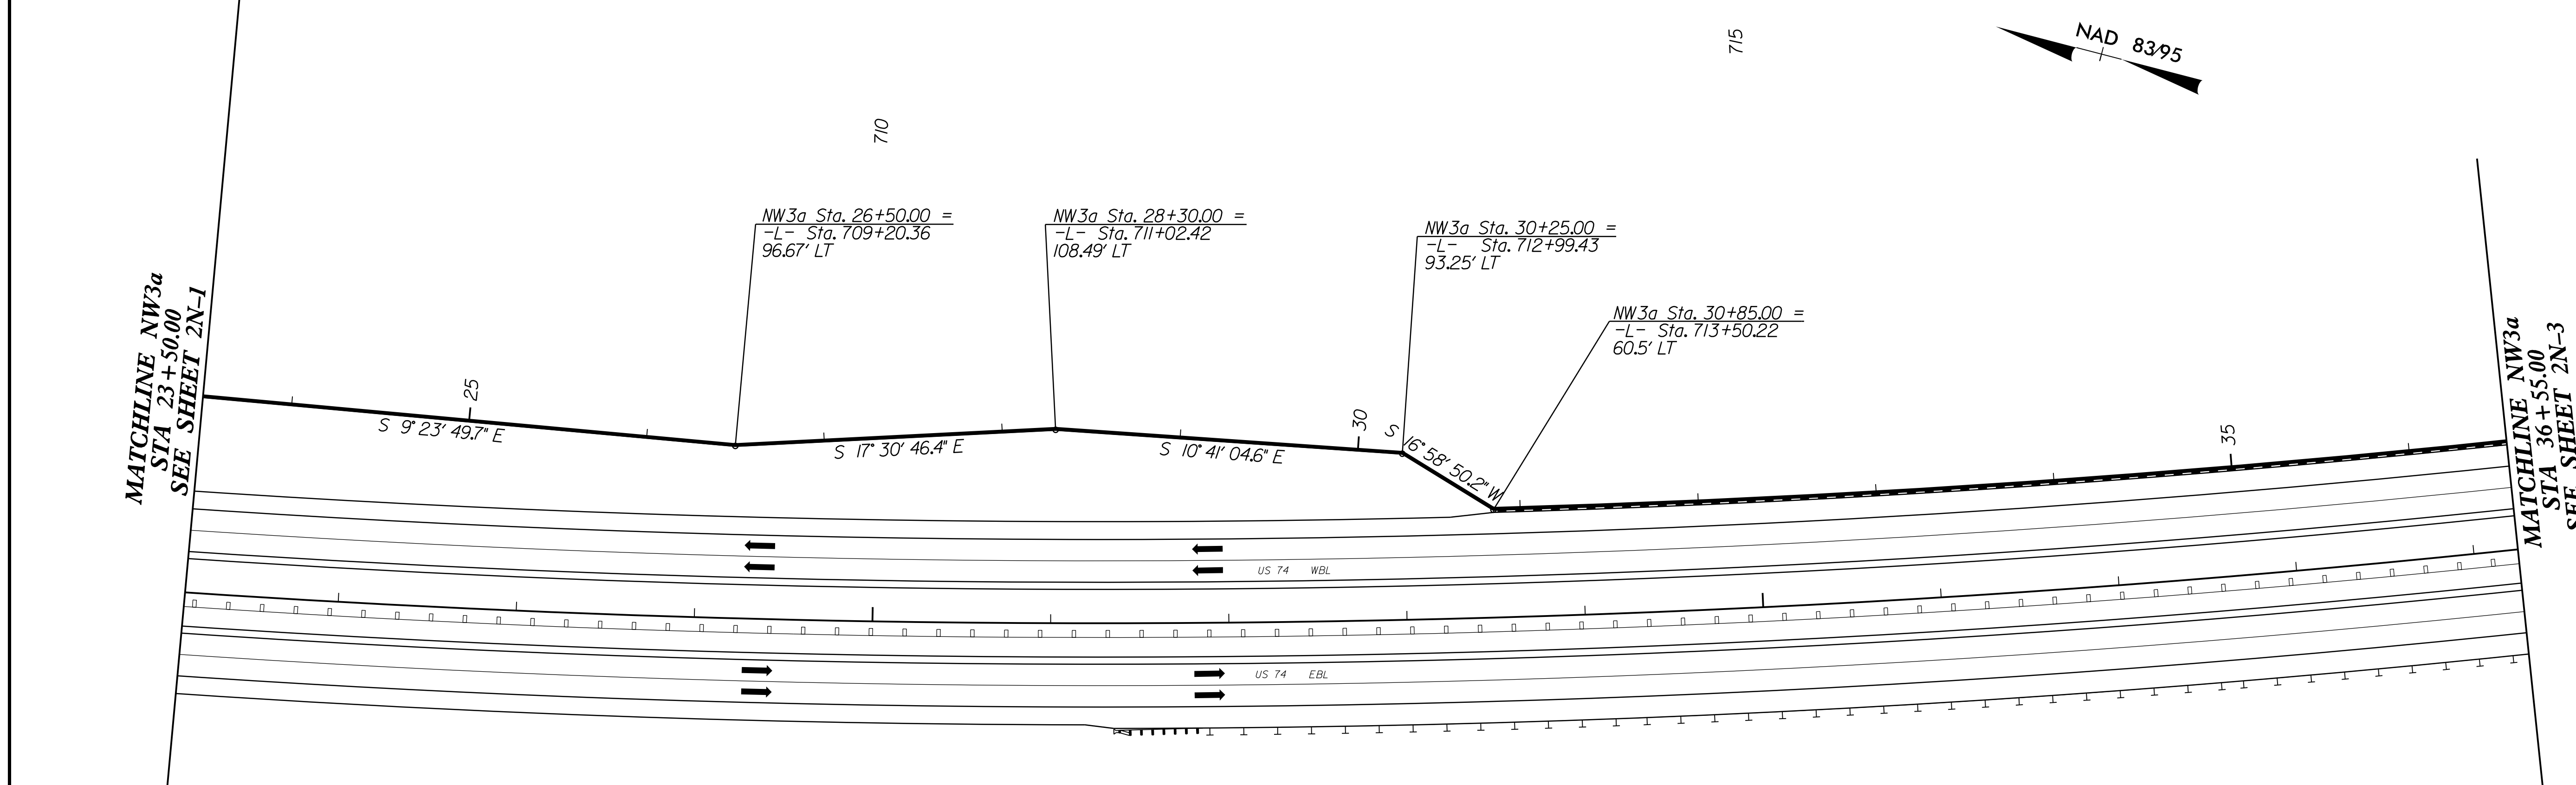 715
NAD 83/95
710
NW3a Sta. 26+50.00 =
-L- Sta. 709+20.36
96.67' LT
NW3a Sta. 28+30.00 =
-L- Sta. 711+02.42
108.49' LT
NW3a Sta. 30+25.00 =
-L- Sta. 712+99.43
93.25' LT
NW3a Sta. 30+85.00 =
-L- Sta. 713+50.22
60.5' LT
MATCHLINE NW3a
STA 23+50.00
SEE SHEET 2N-1
25
S 9° 23' 49.7" E
S 17° 30' 46.4" E
S 10° 41' 04.6" E
30
S 16° 58' 50.2" W
35
MATCHLINE NW3a
STA 36+55.00
SEE SHEET 2N-3
US 74 WBL
US 74 EBL